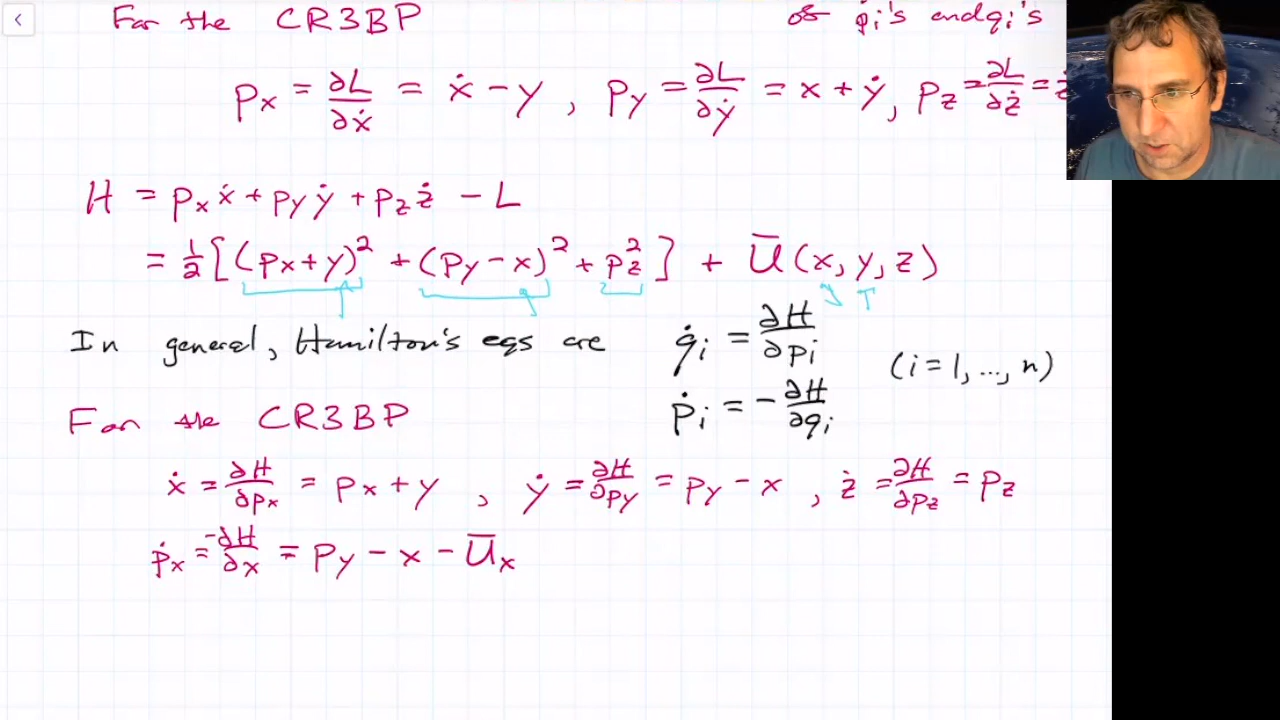 For the CR3BP of ṗi's and qi's
px = ∂L/∂ẋ = ẋ - y , py = ∂L/∂ẏ = x + ẏ, pz = ∂L/∂ż =
H = pxẋ + pyẏ + pzż - L
= 1/2[(px+y)² + (py-x)² + pz²] + Ū(x, y, z)
In general, Hamilton's eqs are q̇i = ∂H/∂pi
(i = 1, ..., n)
ṗi = -∂H/∂qi
For the CR3BP
ẋ = ∂H/∂px = px + y , ẏ = ∂H/∂py = py - x , ż = ∂H/∂pz = pz
ṗx = -∂H/∂x = py - x - Ūx